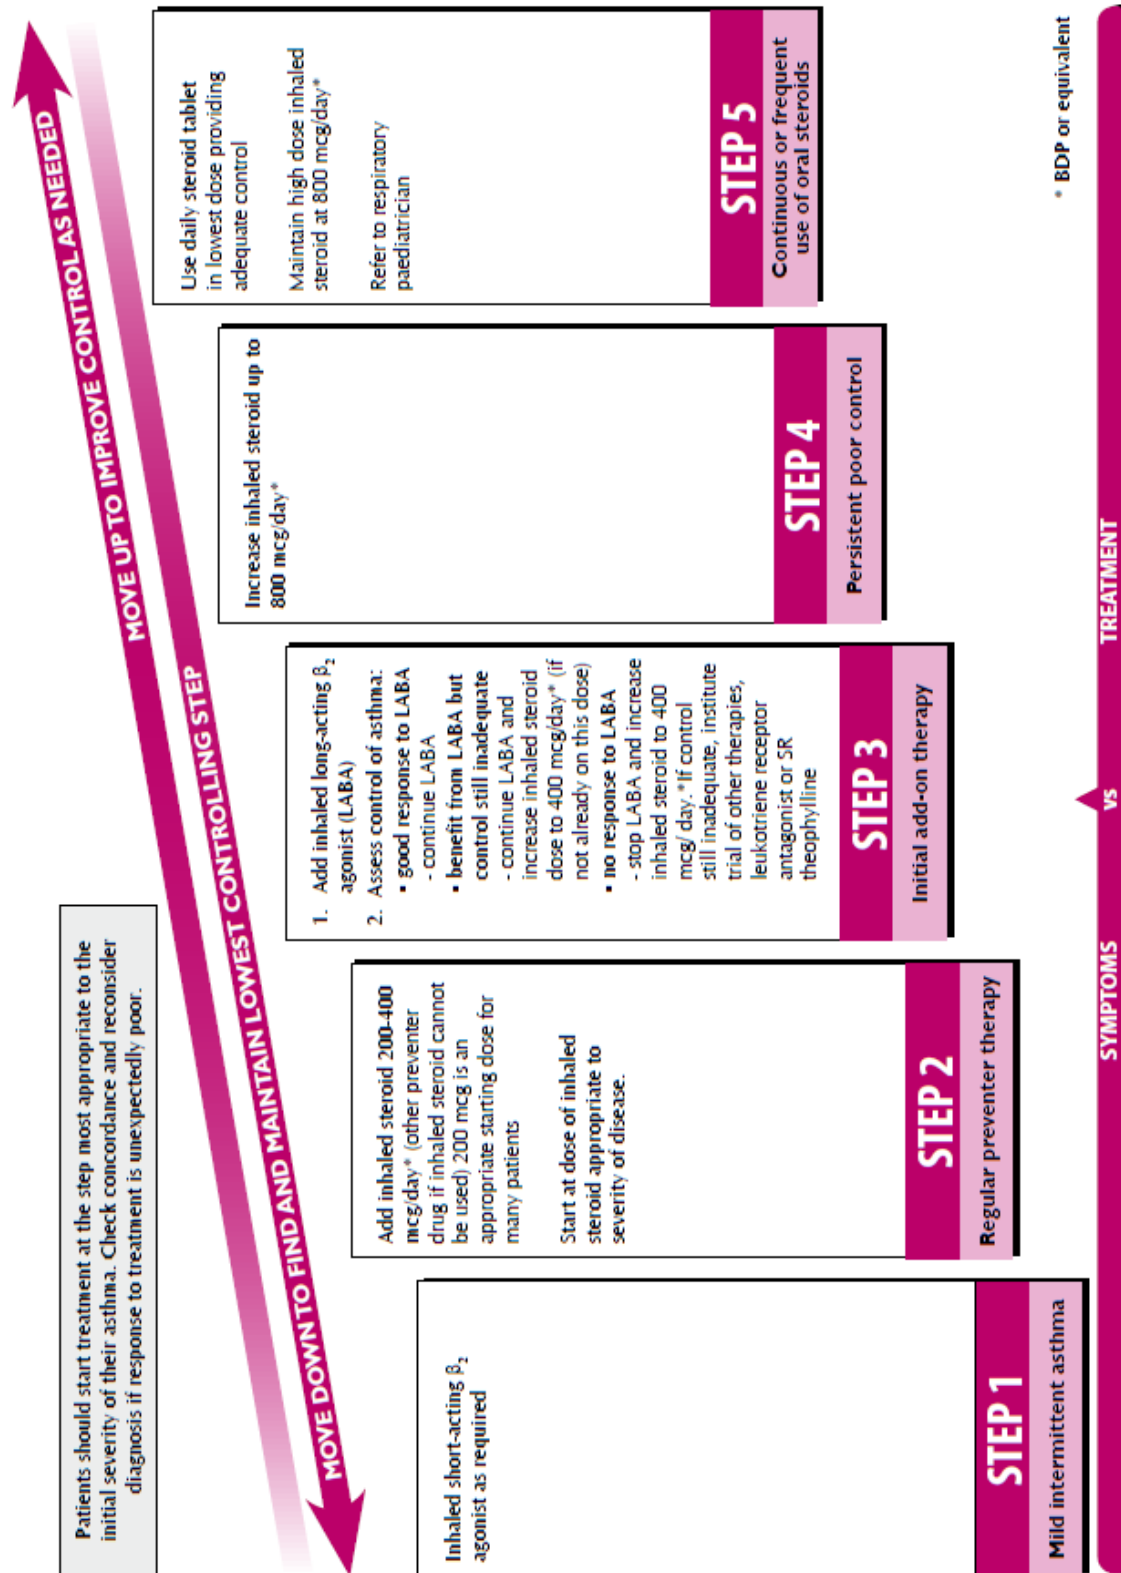 Patients should start treatment at the step most appropriate to the
initial severity of their asthma. Check concordance and reconsider
diagnosis if response to treatment is unexpectedly poor.
MOVE UP TO IMPROVE CONTROL AS NEEDED
MOVE DOWN TO FIND AND MAINTAIN LOWEST CONTROLLING STEP
Inhaled short-acting β₂
agonist as required
STEP 1
Mild intermittent asthma
Add inhaled steroid 200-400
mcg/day* (other preventer
drug if inhaled steroid cannot
be used) 200 mcg is an
appropriate starting dose for
many patients
Start at dose of inhaled
steroid appropriate to
severity of disease.
STEP 2
Regular preventer therapy
1. Add inhaled long-acting β₂
agonist (LABA)
2. Assess control of asthma:
• good response to LABA
- continue LABA
• benefit from LABA but
control still inadequate
- continue LABA and
increase inhaled steroid
dose to 400 mcg/day* (if
not already on this dose)
• no response to LABA
- stop LABA and increase
inhaled steroid to 400
mcg/ day.*If control
still inadequate, institute
trial of other therapies,
leukotriene receptor
antagonist or SR
theophylline
STEP 3
Initial add-on therapy
Increase inhaled steroid up to
800 mcg/day*
STEP 4
Persistent poor control
Use daily steroid tablet
in lowest dose providing
adequate control
Maintain high dose inhaled
steroid at 800 mcg/day*
Refer to respiratory
paediatrician
STEP 5
Continuous or frequent
use of oral steroids
* BDP or equivalent
SYMPTOMS vs TREATMENT